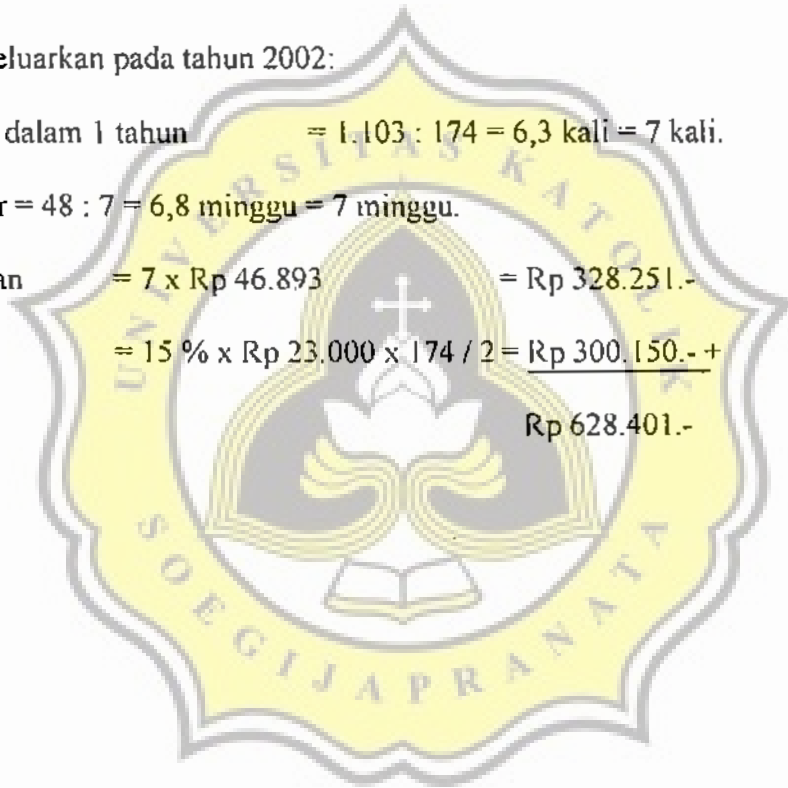 eluarkan pada tahun 2002:
dalam 1 tahun = 1.103 : 174 = 6,3 kali = 7 kali.
r = 48 : 7 = 6,8 minggu = 7 minggu.
an = 7 x Rp 46.893 = Rp 328.251.-
= 15 % x Rp 23.000 x 174 / 2 = Rp 300.150.- +
Rp 628.401.-
UNIVERSITAS KATOLIK
SOEGIJAPRANATA